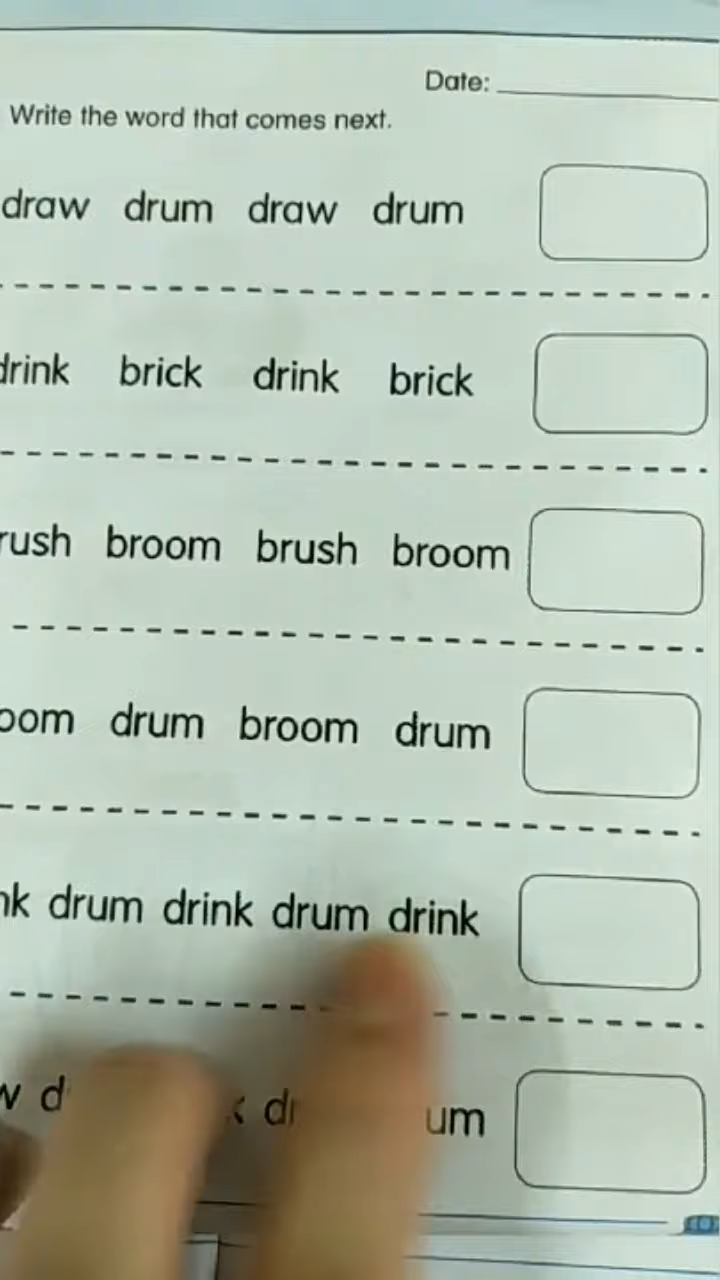 Date:
Write the word that comes next.
draw drum draw drum
drink brick drink brick
rush broom brush broom
oom drum broom drum
nk drum drink drum drink
w d um